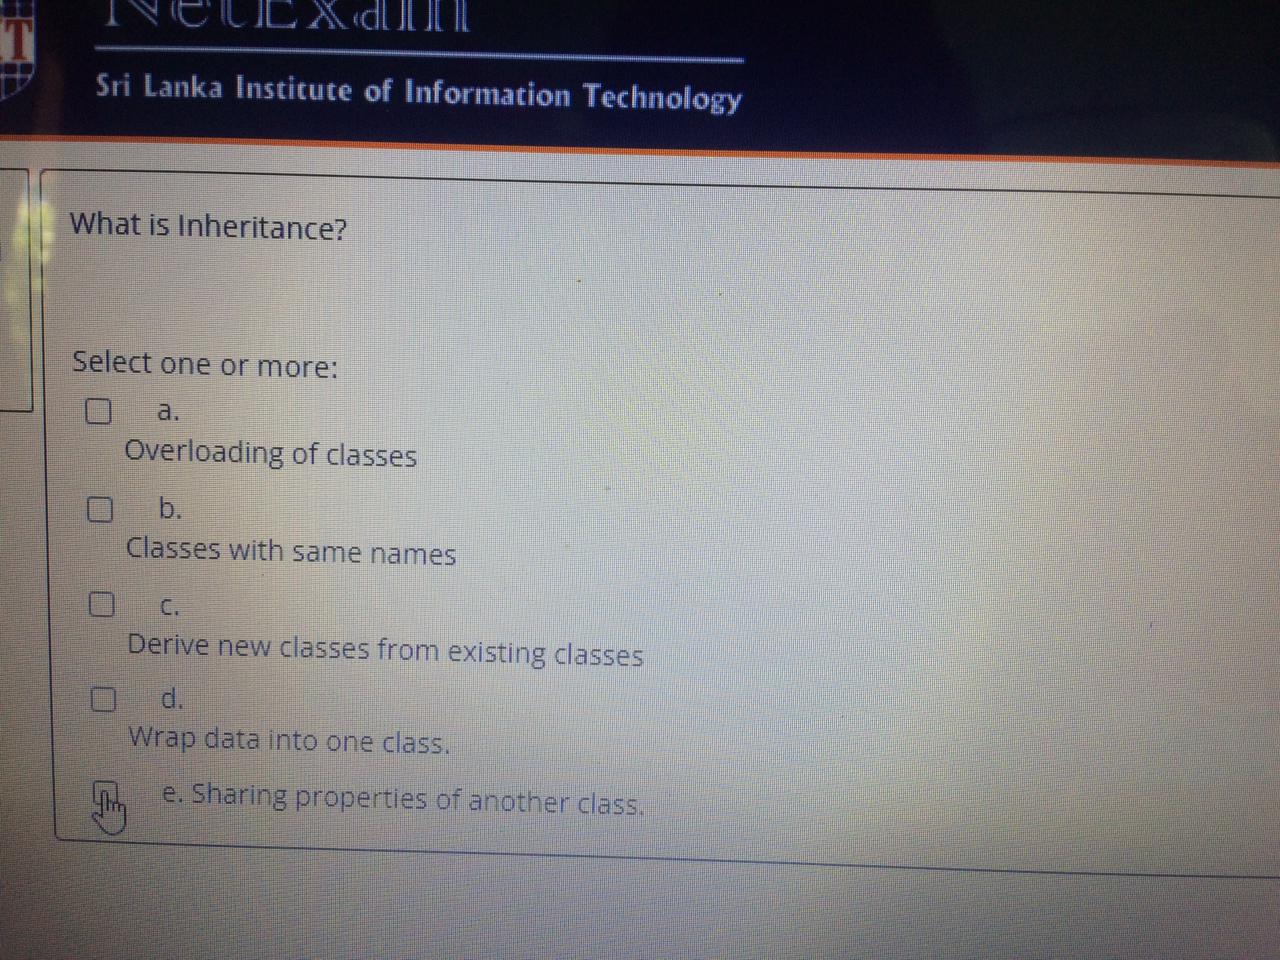 T
NetExam
Sri Lanka Institute of Information Technology
What is Inheritance?
Select one or more:
a.
Overloading of classes
b.
Classes with same names
c.
Derive new classes from existing classes
d.
Wrap data into one class.
e. Sharing properties of another class.